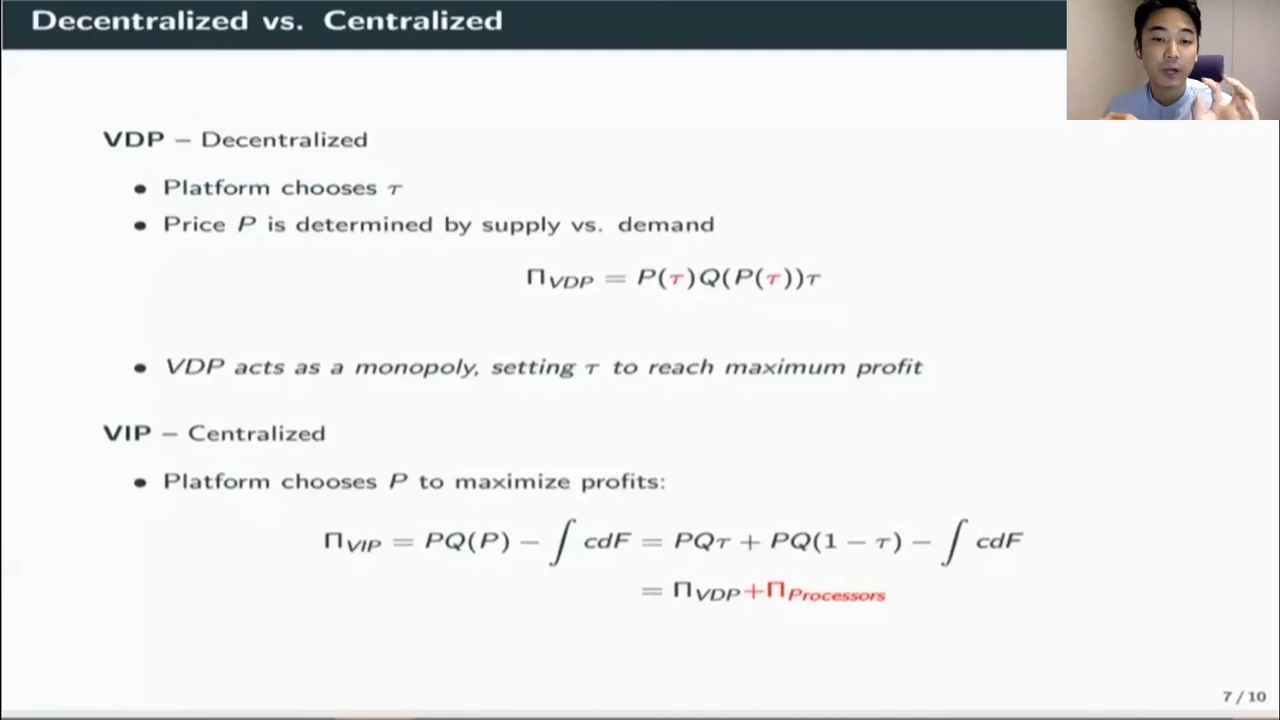 Decentralized vs. Centralized
VDP – Decentralized
• Platform chooses τ
• Price P is determined by supply vs. demand
Π_VDP = P(τ)Q(P(τ))τ
• VDP acts as a monopoly, setting τ to reach maximum profit
VIP – Centralized
• Platform chooses P to maximize profits:
Π_VIP = PQ(P) − ∫ cdF = PQτ + PQ(1 − τ) − ∫ cdF
= Π_VDP+Π_Processors
7 / 10